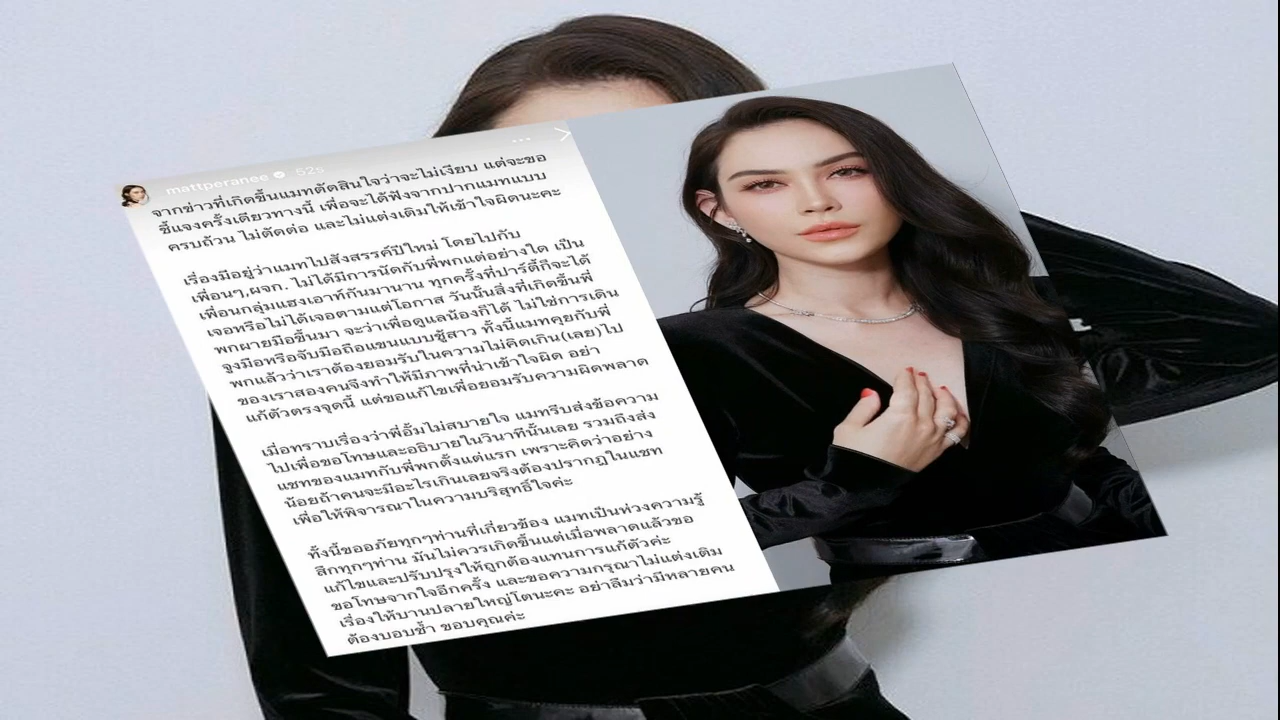 mattperanee 52s
จากข่าวที่เกิดขึ้นแมทตัดสินใจว่าจะไม่เงียบ แต่จะขอ
ชี้แจงครั้งเดียวทางนี้ เพื่อจะได้ฟังจากปากแมทแบบ
ครบถ้วน ไม่ตัดต่อ และไม่แต่งเติมให้เข้าใจผิดนะคะ
เรื่องมีอยู่ว่าแมทไปสังสรรค์ปีใหม่ โดยไปกับ
เพื่อนๆ,ผจก. ไม่ได้มีการนัดกับพี่พกแต่อย่างใด เป็น
เพื่อนกลุ่มแฮงเอาท์กันมานาน ทุกครั้งที่ปาร์ตี้ก็จะได้
เจอหรือไม่ได้เจอตามแต่โอกาส วันนั้นสิ่งที่เกิดขึ้นพี่
พกผายมือขึ้นมา จะว่าเพื่อดูแลน้องก็ได้ ไม่ใช่การเดิน
จูงมือหรือจับมือถือแขนแบบชู้สาว ทั้งนี้แมทคุยกับพี่
พกแล้วว่าเราต้องยอมรับในความไม่คิดเกิน(เลย)ไป
ของเราสองคนจึงทำให้มีภาพที่น่าเข้าใจผิด อย่า
แก้ตัวตรงจุดนี้ แต่ขอแก้ไขเพื่อยอมรับความผิดพลาด
เมื่อทราบเรื่องว่าพี่อั้มไม่สบายใจ แมทรีบส่งข้อความ
ไปเพื่อขอโทษและอธิบายในวินาทีนั้นเลย รวมถึงส่ง
แชทของแมทกับพี่พกตั้งแต่แรก เพราะคิดว่าอย่าง
น้อยถ้าคนจะมีอะไรเกินเลยจริงต้องปรากฏในแชท
เพื่อให้พิจารณาในความบริสุทธิ์ใจค่ะ
ทั้งนี้ขออภัยทุกๆท่านที่เกี่ยวข้อง แมทเป็นห่วงความรู้
สึกทุกๆท่าน มันไม่ควรเกิดขึ้นแต่เมื่อพลาดแล้วขอ
แก้ไขและปรับปรุงให้ถูกต้องแทนการแก้ตัวค่ะ
ขอโทษจากใจอีกครั้ง และขอความกรุณาไม่แต่งเติม
เรื่องให้บานปลายใหญ่โตนะคะ อย่าลืมว่ามีหลายคน
ต้องบอบช้ำ ขอบคุณค่ะ